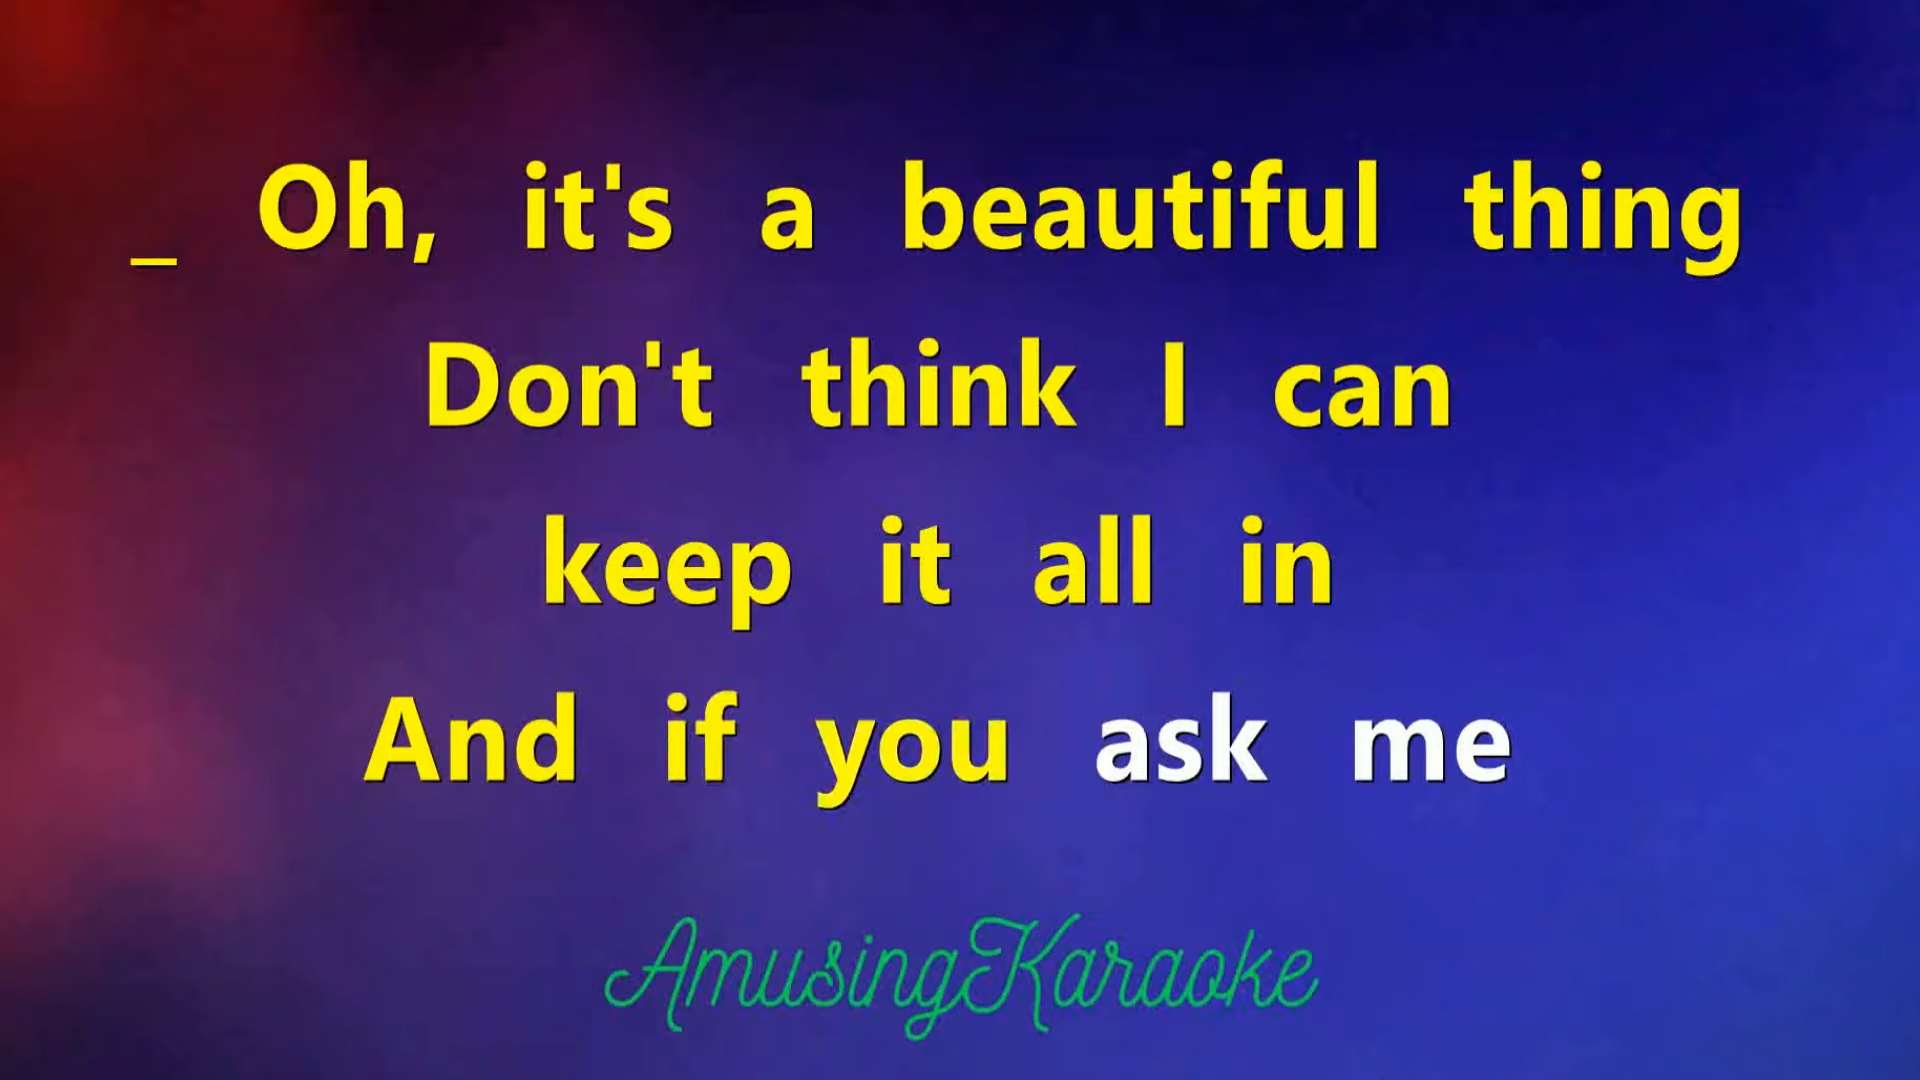 _ Oh, it's a beautiful thing
Don't think I can
keep it all in
And if you ask me
AmusingKaraoke